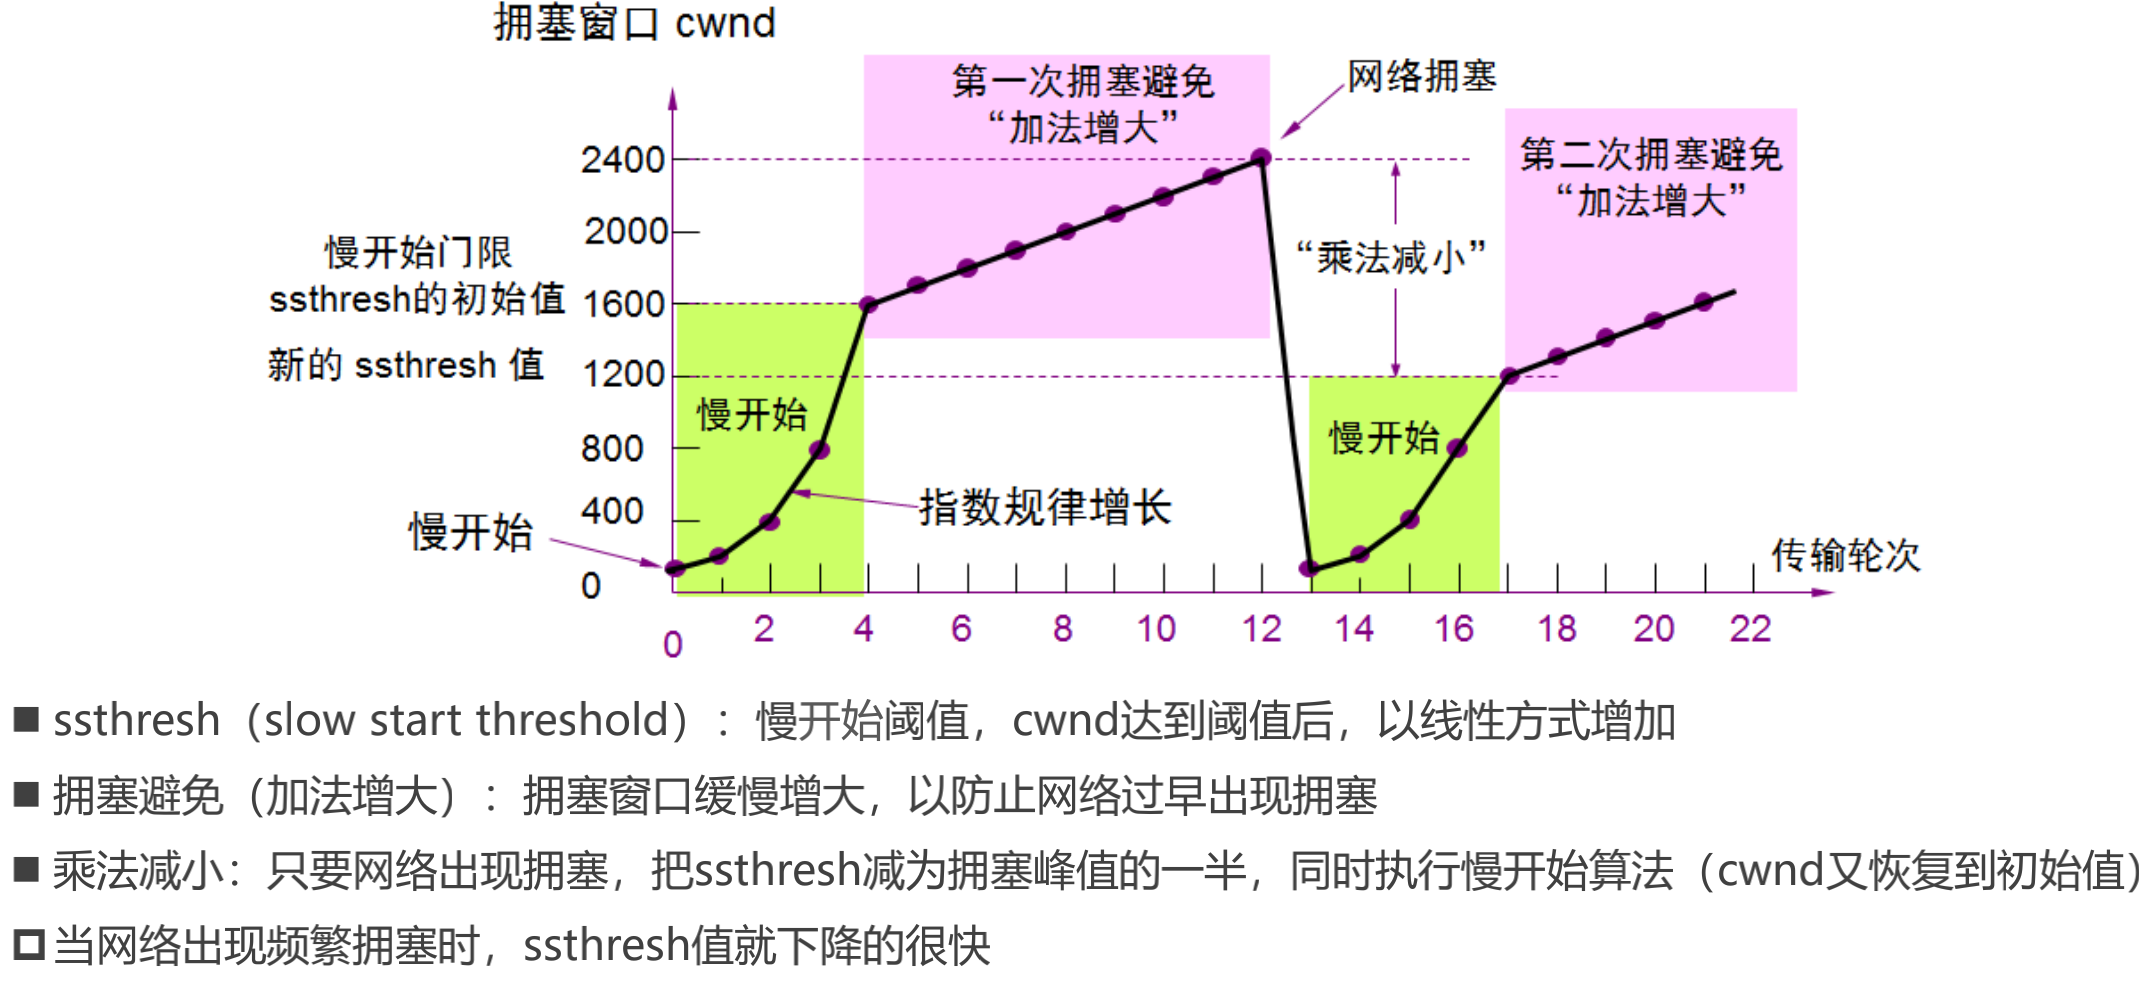 拥塞窗口 cwnd
第一次拥塞避免
“加法增大”
网络拥塞
第二次拥塞避免
“加法增大”
2400
2000
“乘法减小”
慢开始门限
ssthresh的初始值
1600
新的 ssthresh 值
1200
慢开始
慢开始
800
指数规律增长
400
慢开始
传输轮次
0
0
2
4
6
8
10
12
14
16
18
20
22
■ ssthresh（slow start threshold）：慢开始阈值，cwnd达到阈值后，以线性方式增加
■ 拥塞避免（加法增大）：拥塞窗口缓慢增大，以防止网络过早出现拥塞
■ 乘法减小：只要网络出现拥塞，把ssthresh减为拥塞峰值的一半，同时执行慢开始算法（cwnd又恢复到初始值）
当网络出现频繁拥塞时，ssthresh值就下降的很快